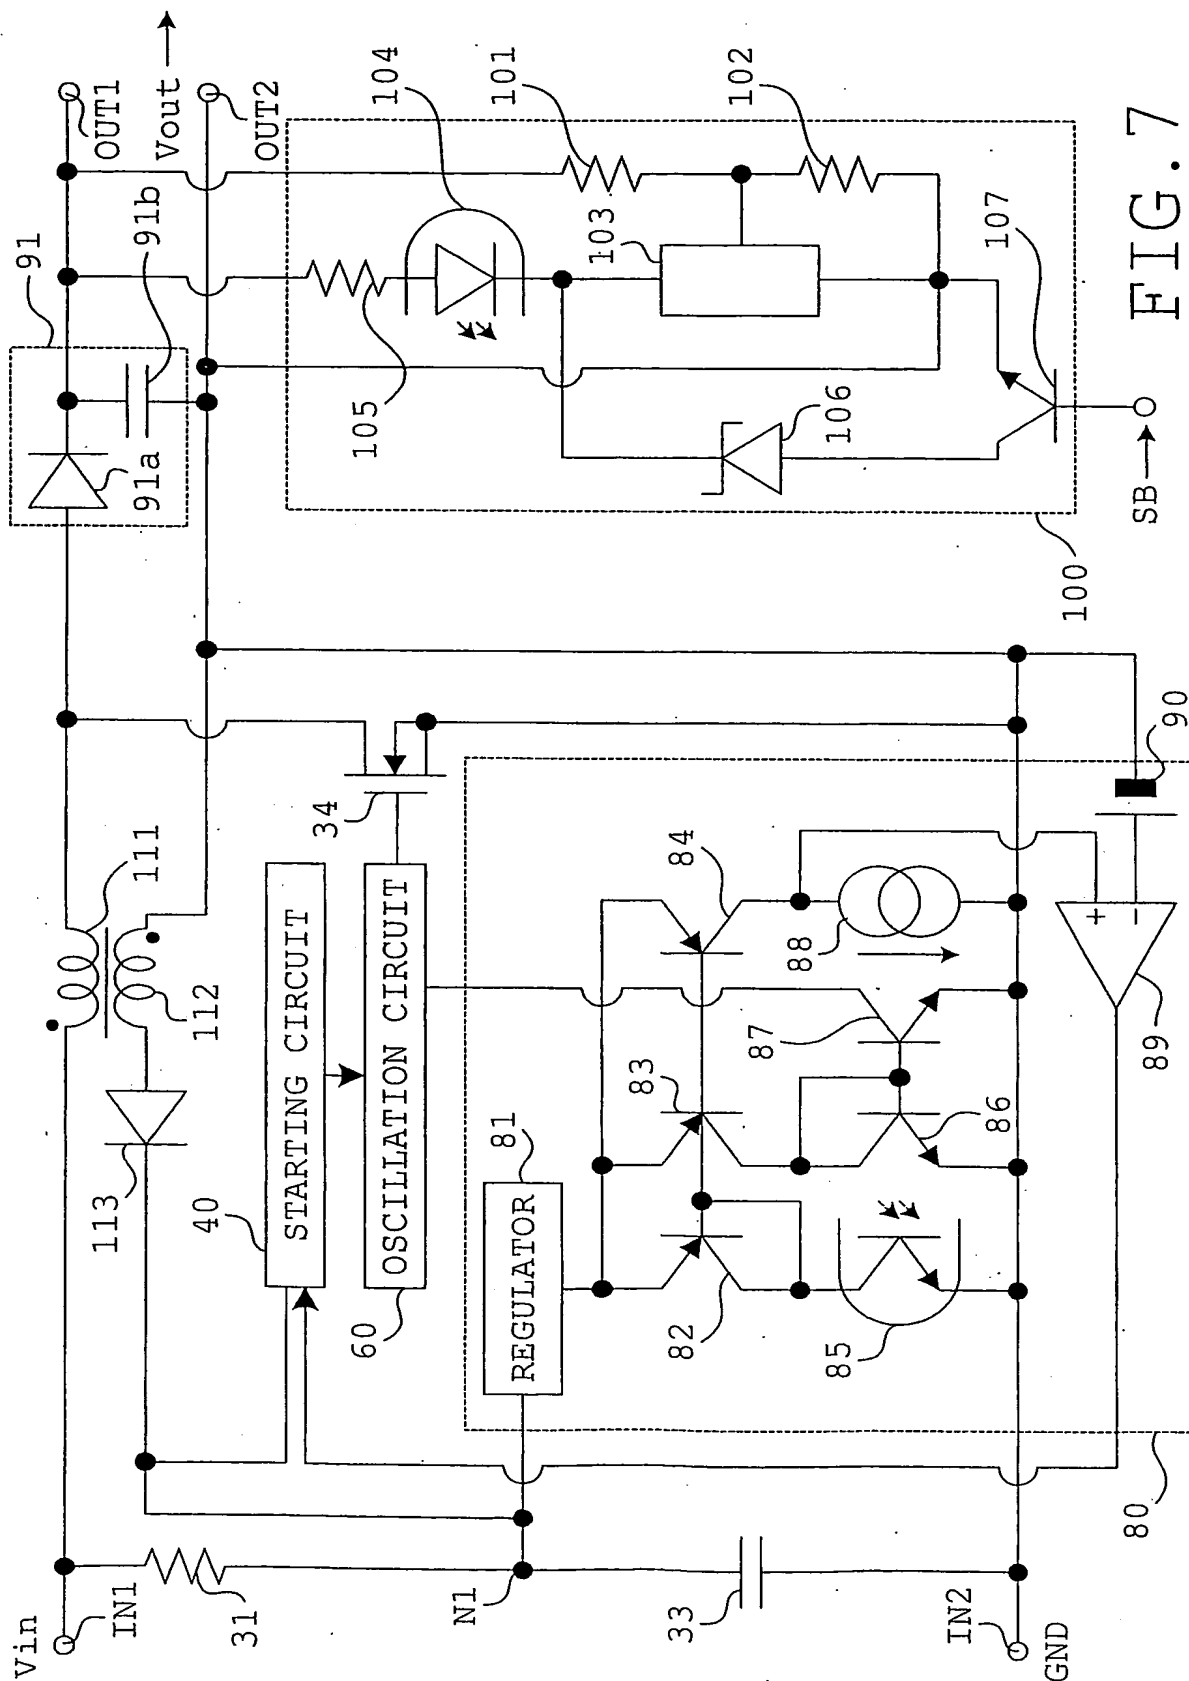 Vin
IN1
31
N1
33
IN2
GND
113
112
111
40
STARTING CIRCUIT
60
OSCILLATION CIRCUIT
34
81
REGULATOR
82
83
84
85
86
87
88
+
-
89
90
80
91
91a
91b
OUT1
Vout
OUT2
104
101
102
103
105
106
107
SB
100
FIG.7